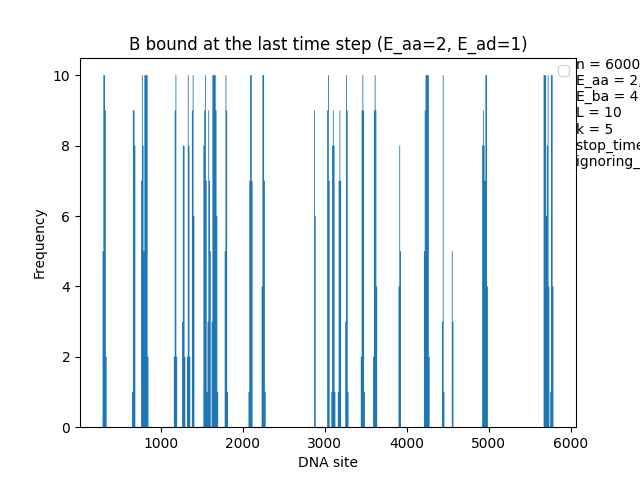 B bound at the last time step (E_aa=2, E_ad=1)
n = 6000
E_aa = 2,
E_ba = 4
L = 10
k = 5
stop_time
ignoring_
10
8
6
4
2
0
Frequency
1000
2000
3000
4000
5000
6000
DNA site